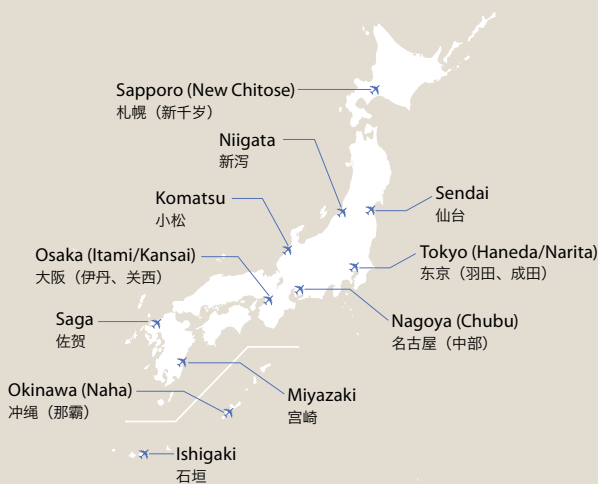 Sapporo (New Chitose)
札幌（新千岁）
Niigata
新泻
Komatsu
小松
Sendai
仙台
Osaka (Itami/Kansai)
大阪（伊丹、关西）
Tokyo (Haneda/Narita)
东京（羽田、成田）
Saga
佐贺
Nagoya (Chubu)
名古屋（中部）
Okinawa (Naha)
冲绳（那霸）
Miyazaki
宫崎
Ishigaki
石垣